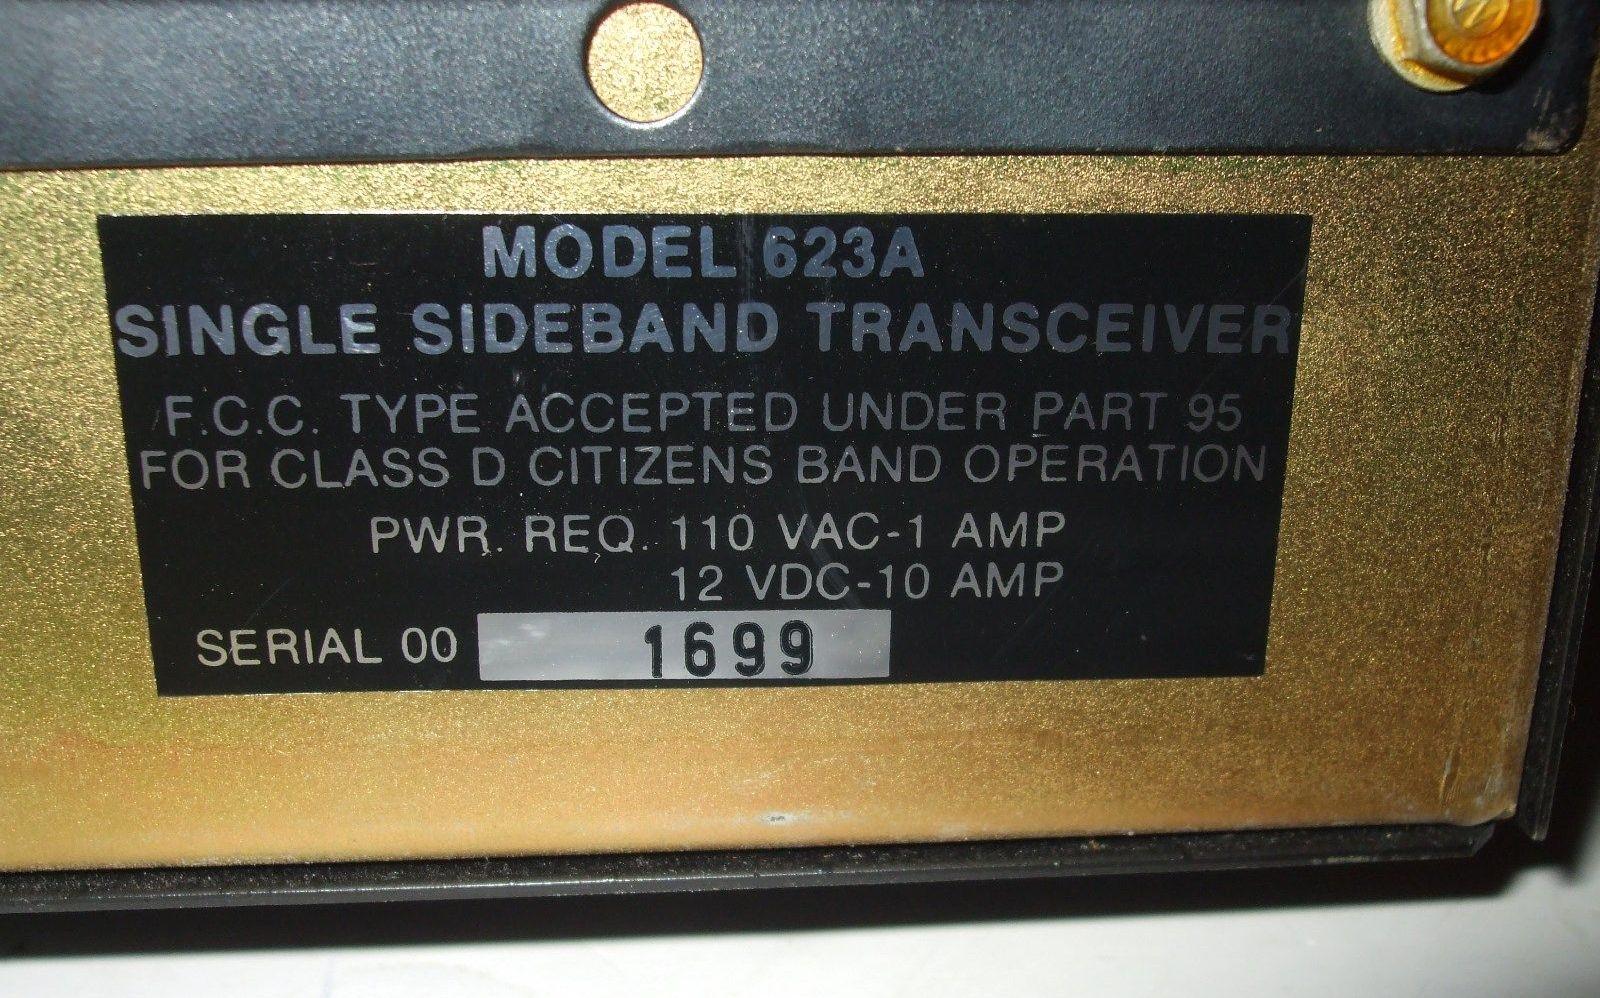 MODEL 623A
SINGLE SIDEBAND TRANSCEIVER
F.C.C. TYPE ACCEPTED UNDER PART 95
FOR CLASS D CITIZENS BAND OPERATION
PWR. REQ. 110 VAC-1 AMP
12 VDC-10 AMP
SERIAL 00 1699